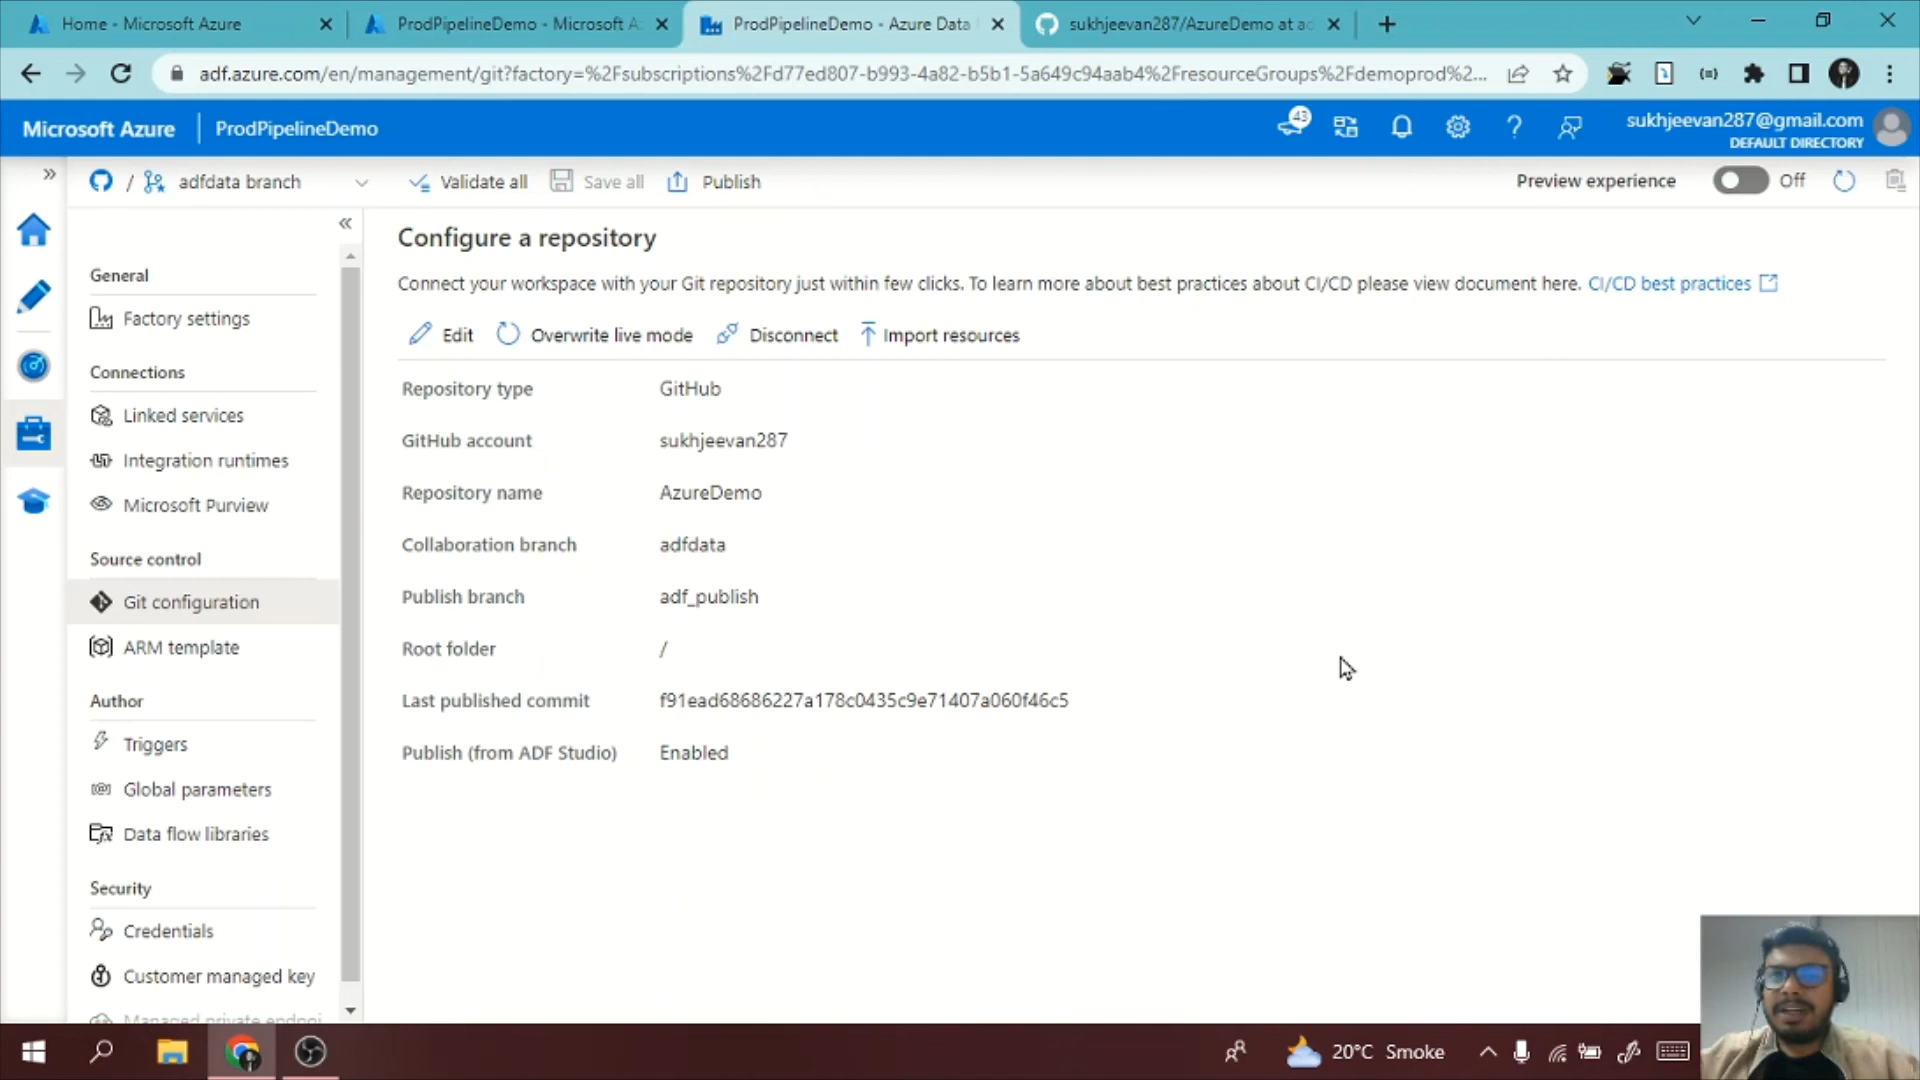 Home - Microsoft Azure
ProdPipelineDemo - Microsoft A
ProdPipelineDemo - Azure Data
sukhjeevan287/AzureDemo at ad
adf.azure.com/en/management/git?factory=%2Fsubscriptions%2Fd77ed807-b993-4a82-b5b1-5a649c94aab4%2FresourceGroups%2Fdemoprod%2...
Microsoft Azure
ProdPipelineDemo
43
sukhjeevan287@gmail.com
DEFAULT DIRECTORY
/ adfdata branch
Validate all
Save all
Publish
Preview experience
Off
General
Factory settings
Connections
Linked services
Integration runtimes
Microsoft Purview
Source control
Git configuration
ARM template
Author
Triggers
Global parameters
Data flow libraries
Security
Credentials
Customer managed key
Managed private endpoi
Configure a repository
Connect your workspace with your Git repository just within few clicks. To learn more about best practices about CI/CD please view document here. CI/CD best practices
Edit
Overwrite live mode
Disconnect
Import resources
Repository type GitHub
GitHub account sukhjeevan287
Repository name AzureDemo
Collaboration branch adfdata
Publish branch adf_publish
Root folder /
Last published commit f91ead68686227a178c0435c9e71407a060f46c5
Publish (from ADF Studio) Enabled
20°C Smoke